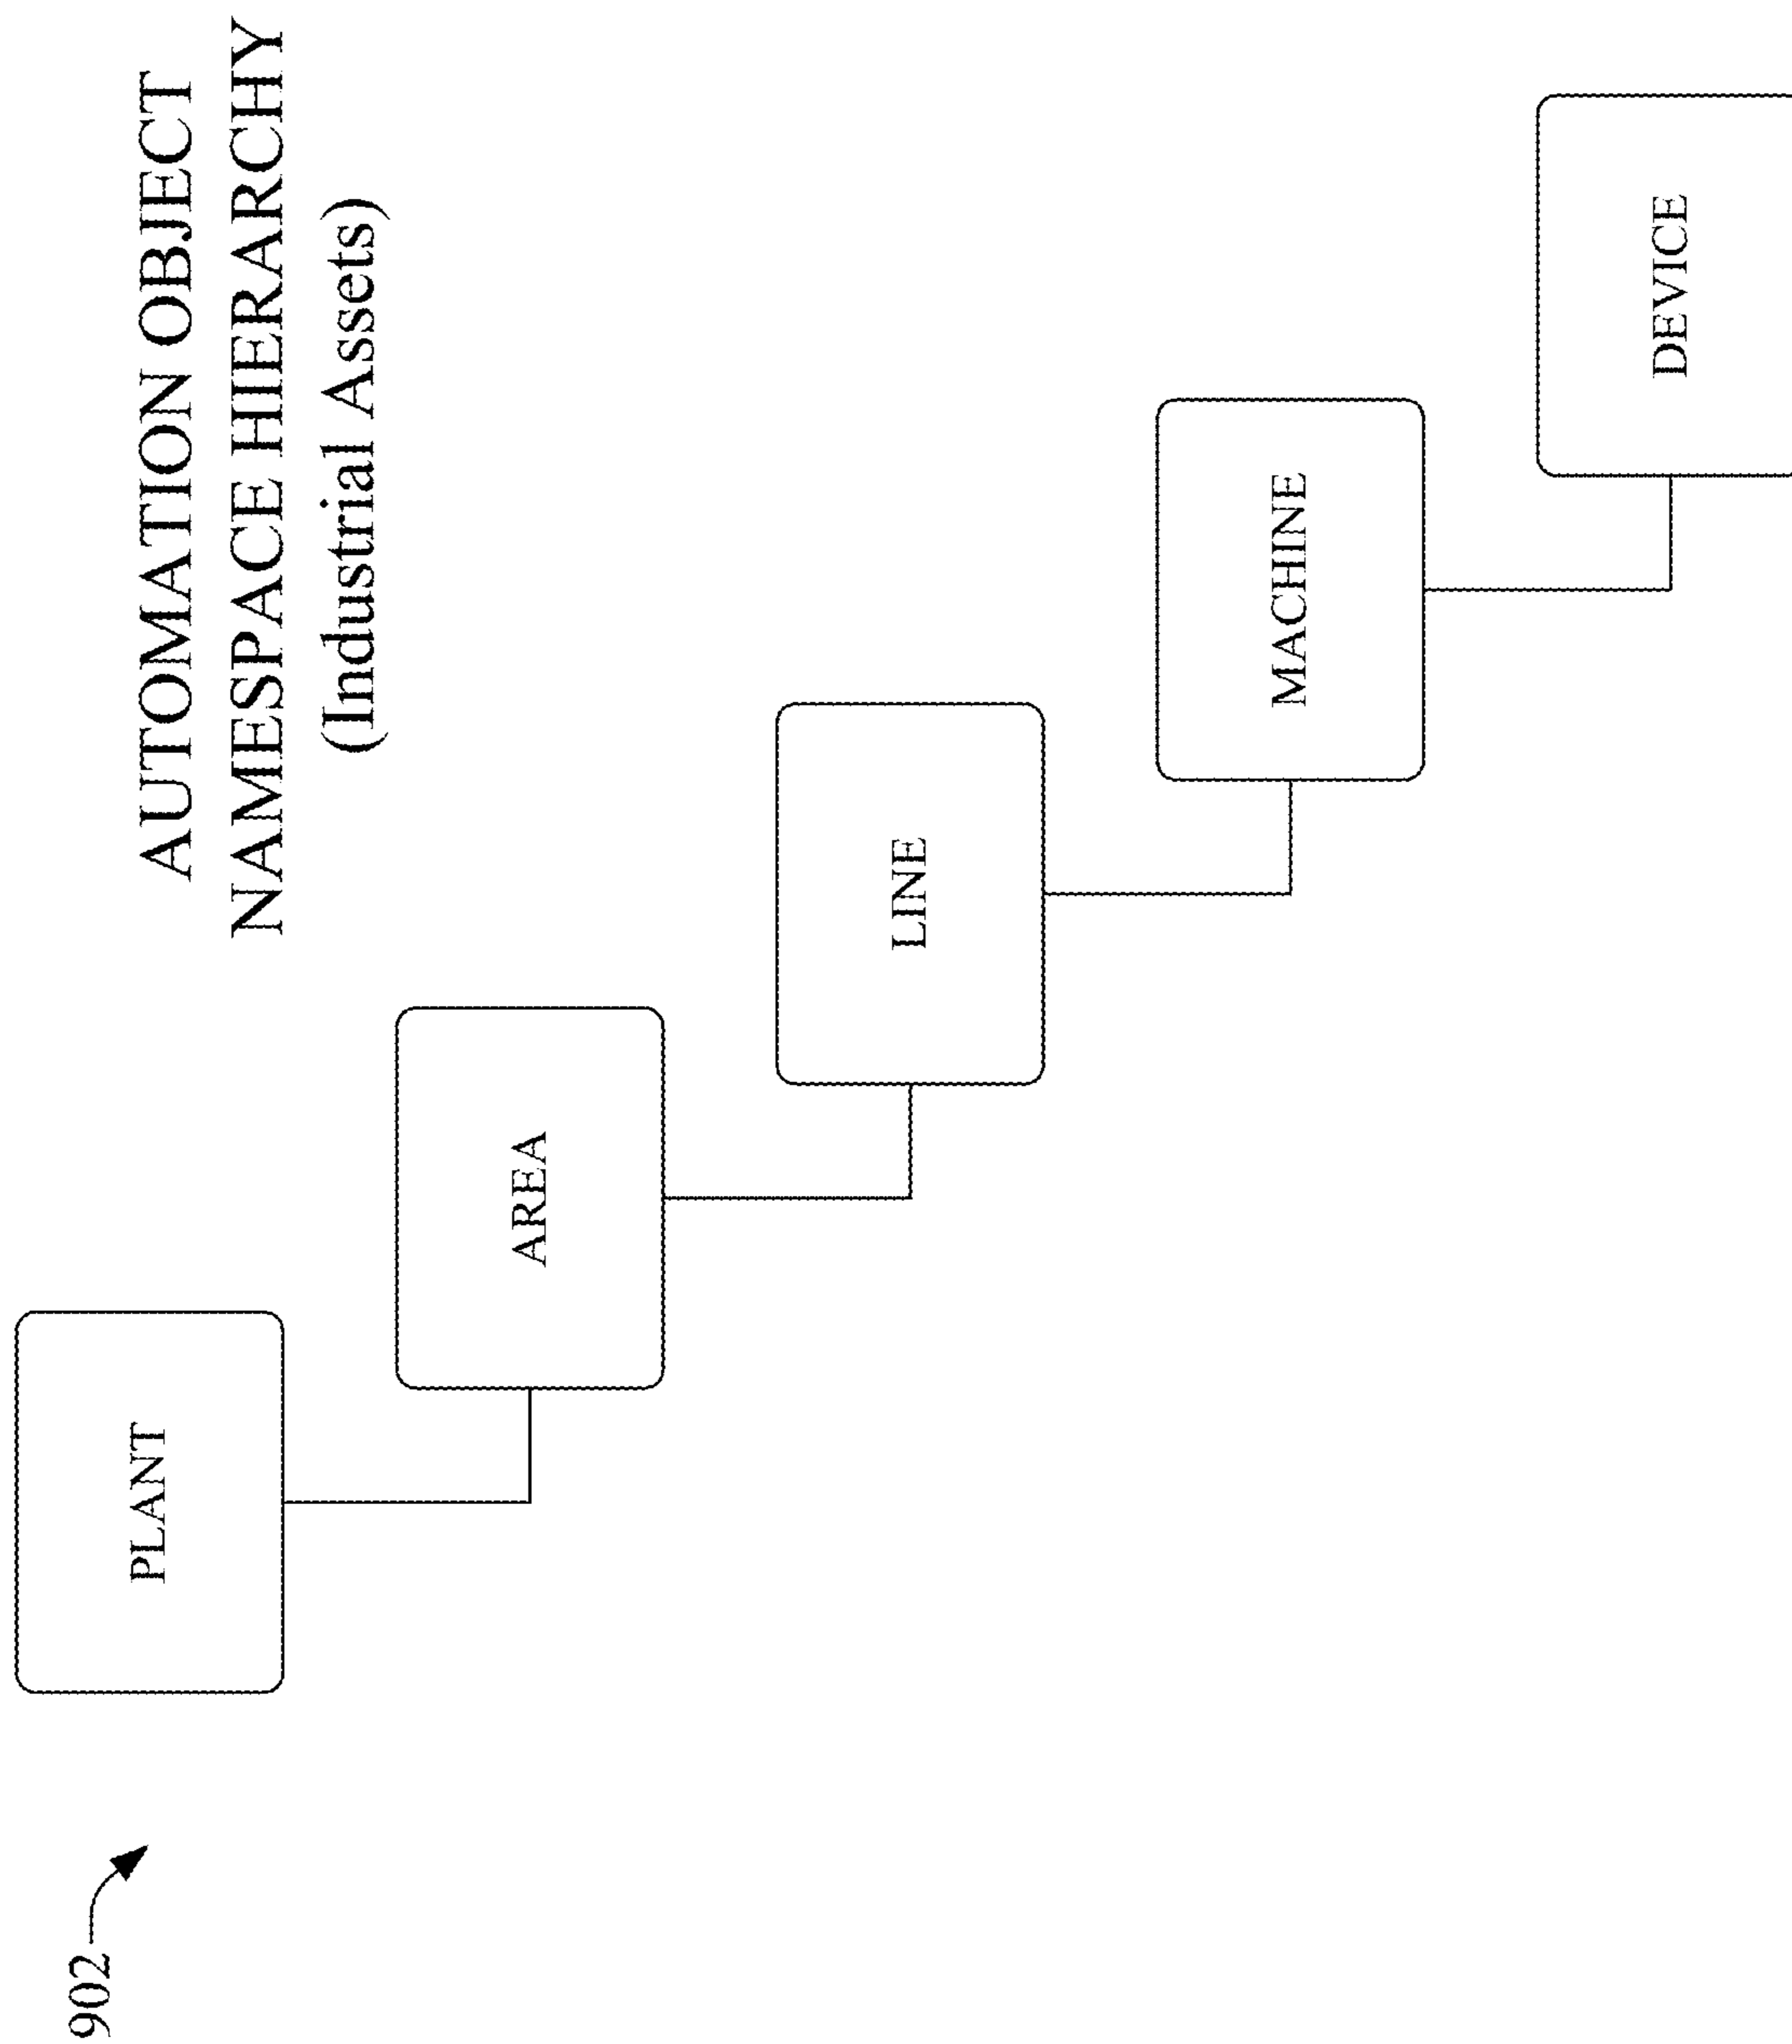 902
AUTOMATION OBJECT
NAMESPACE HIERARCHY
(Industrial Assets)
PLANT
AREA
LINE
MACHINE
DEVICE